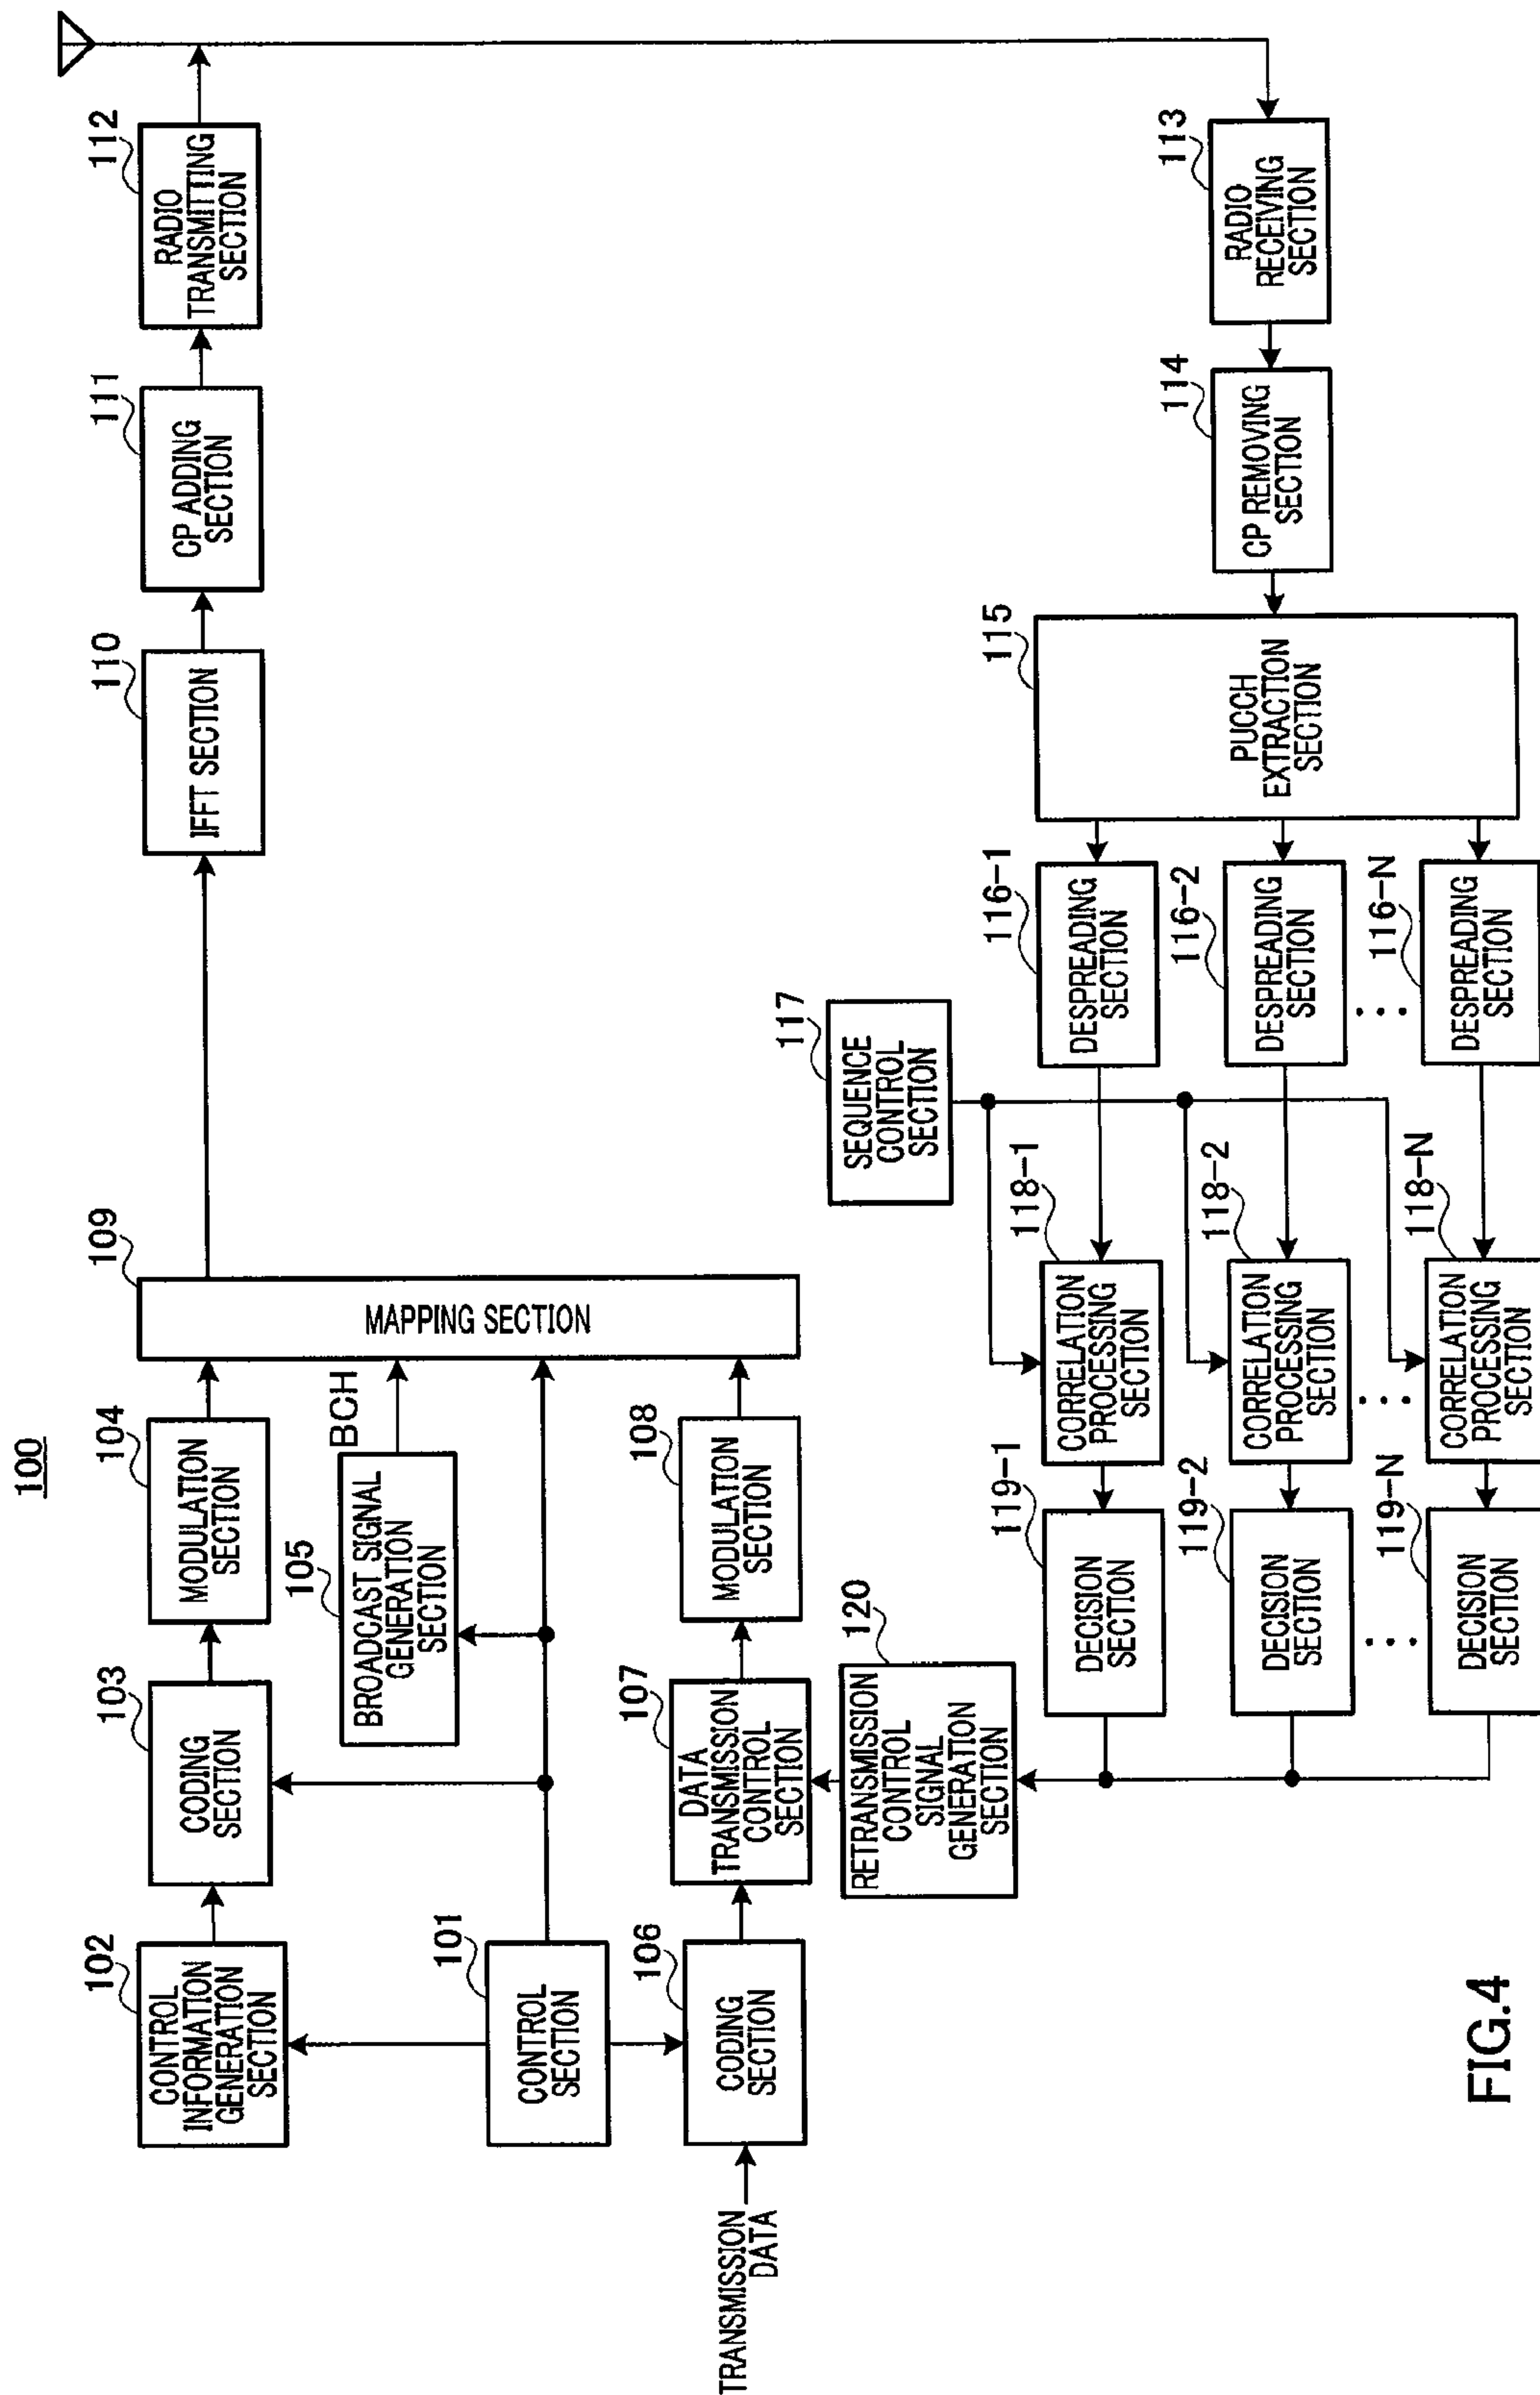 100
102
CONTROL
INFORMATION
GENERATION
SECTION
103
CODING
SECTION
104
MODULATION
SECTION
109
MAPPING SECTION
110
IFFT SECTION
111
CP ADDING
SECTION
112
RADIO
TRANSMITTING
SECTION
105
BROADCAST SIGNAL
GENERATION
SECTION
BCH
101
CONTROL
SECTION
TRANSMISSION
DATA
106
CODING
SECTION
107
DATA
TRANSMISSION
CONTROL
SECTION
108
MODULATION
SECTION
120
RETRANSMISSION
CONTROL
SIGNAL
GENERATION
SECTION
117
SEQUENCE
CONTROL
SECTION
119-1
DECISION
SECTION
118-1
CORRELATION
PROCESSING
SECTION
116-1
DESPREADING
SECTION
115
PUCCH
EXTRACTION
SECTION
114
CP REMOVING
SECTION
113
RADIO
RECEIVING
SECTION
119-2
DECISION
SECTION
118-2
CORRELATION
PROCESSING
SECTION
116-2
DESPREADING
SECTION
119-N
DECISION
SECTION
118-N
CORRELATION
PROCESSING
SECTION
116-N
DESPREADING
SECTION
FIG.4